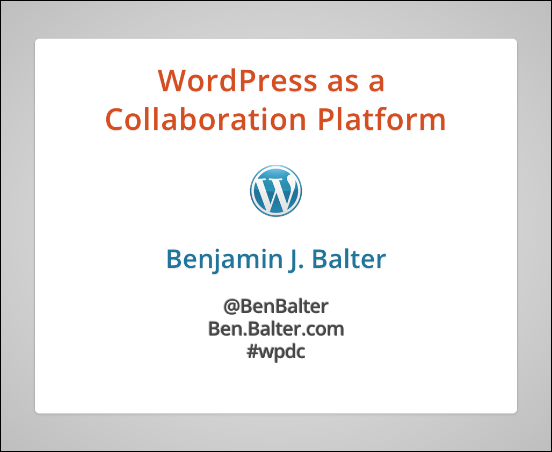 WordPress as a
Collaboration Platform
W
Benjamin J. Balter
@BenBalter
Ben.Balter.com
#wpdc